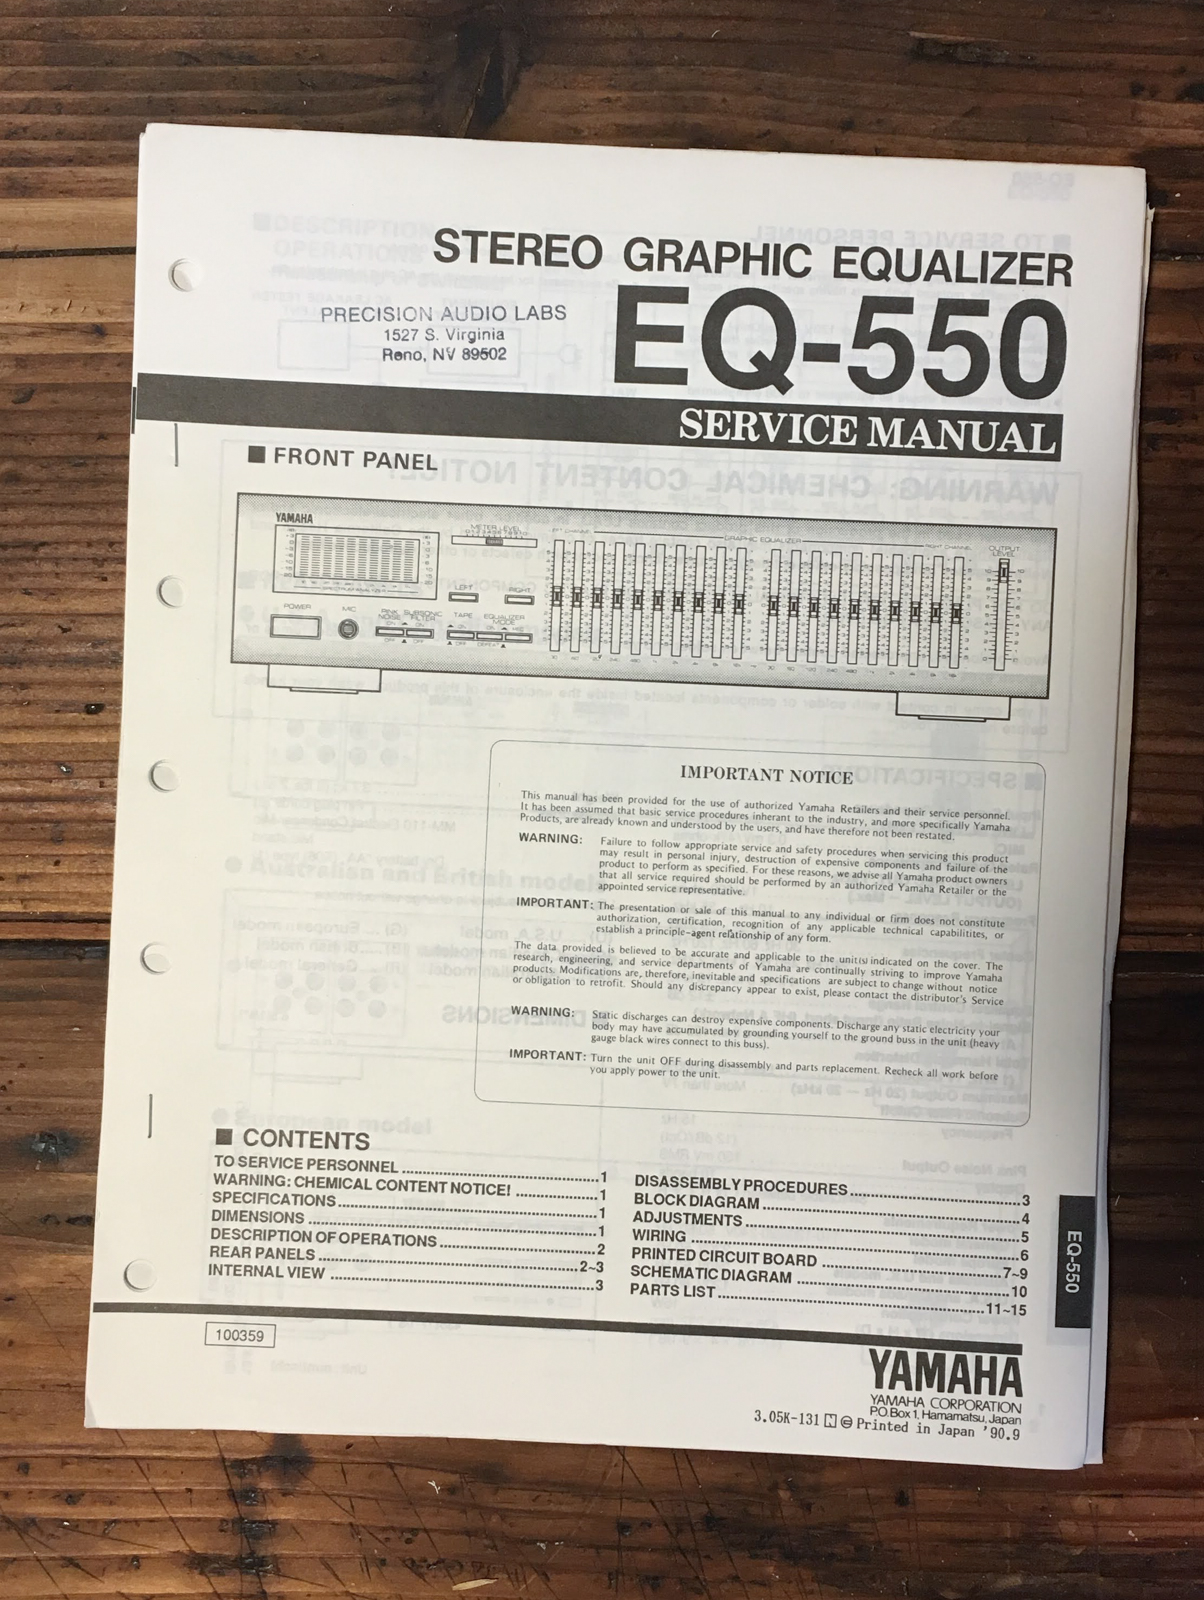 STEREO GRAPHIC EQUALIZER
EQ-550
PRECISION AUDIO LABS
1527 S. Virginia
Reno, NV 89502
SERVICE MANUAL
■ FRONT PANEL
YAMAHA
METER LEVEL
GRAPHIC EQUALIZER
RIGHT CHANNEL
OUTPUT
LEVEL
LEFT
RIGHT
POWER
MIC
PINK
NOISE
SUBSONIC
FILTER
TAPE
EQUALIZER
MODE
IMPORTANT NOTICE
This manual has been provided for the use of authorized Yamaha Retailers and their service personnel.
It has been assumed that basic service procedures inherant to the industry, and more specifically Yamaha
Products, are already known and understood by the users, and have therefore not been restated.
WARNING: Failure to follow appropriate service and safety procedures when servicing this product
may result in personal injury, destruction of expensive components and failure of the
product to perform as specified. For these reasons, we advise all Yamaha product owners
that all service required should be performed by an authorized Yamaha Retailer or the
appointed service representative.
IMPORTANT: The presentation or sale of this manual to any individual or firm does not constitute
authorization, certification, recognition of any applicable technical capabilitites, or
establish a principle-agent relationship of any form.
The data provided is believed to be accurate and applicable to the unit(s) indicated on the cover. The
research, engineering, and service departments of Yamaha are continually striving to improve Yamaha
products. Modifications are, therefore, inevitable and specifications are subject to change without notice
or obligation to retrofit. Should any discrepancy appear to exist, please contact the distributor's Service
WARNING: Static discharges can destroy expensive components. Discharge any static electricity your
body may have accumulated by grounding yourself to the ground buss in the unit (heavy
gauge black wires connect to this buss).
IMPORTANT: Turn the unit OFF during disassembly and parts replacement. Recheck all work before
you apply power to the unit.
■ CONTENTS
TO SERVICE PERSONNEL ........ 1
WARNING: CHEMICAL CONTENT NOTICE! ........ 1
SPECIFICATIONS ........ 1
DIMENSIONS ........ 1
DESCRIPTION OF OPERATIONS ........ 2
REAR PANELS ........ 2~3
INTERNAL VIEW ........ 3
DISASSEMBLY PROCEDURES ........ 3
BLOCK DIAGRAM ........ 4
ADJUSTMENTS ........ 5
WIRING ........ 6
PRINTED CIRCUIT BOARD ........ 7~9
SCHEMATIC DIAGRAM ........ 10
PARTS LIST ........ 11~15
EQ-550
100359
YAMAHA
YAMAHA CORPORATION
P.O.Box 1, Hamamatsu, Japan
3.05K-131 N Printed in Japan '90.9